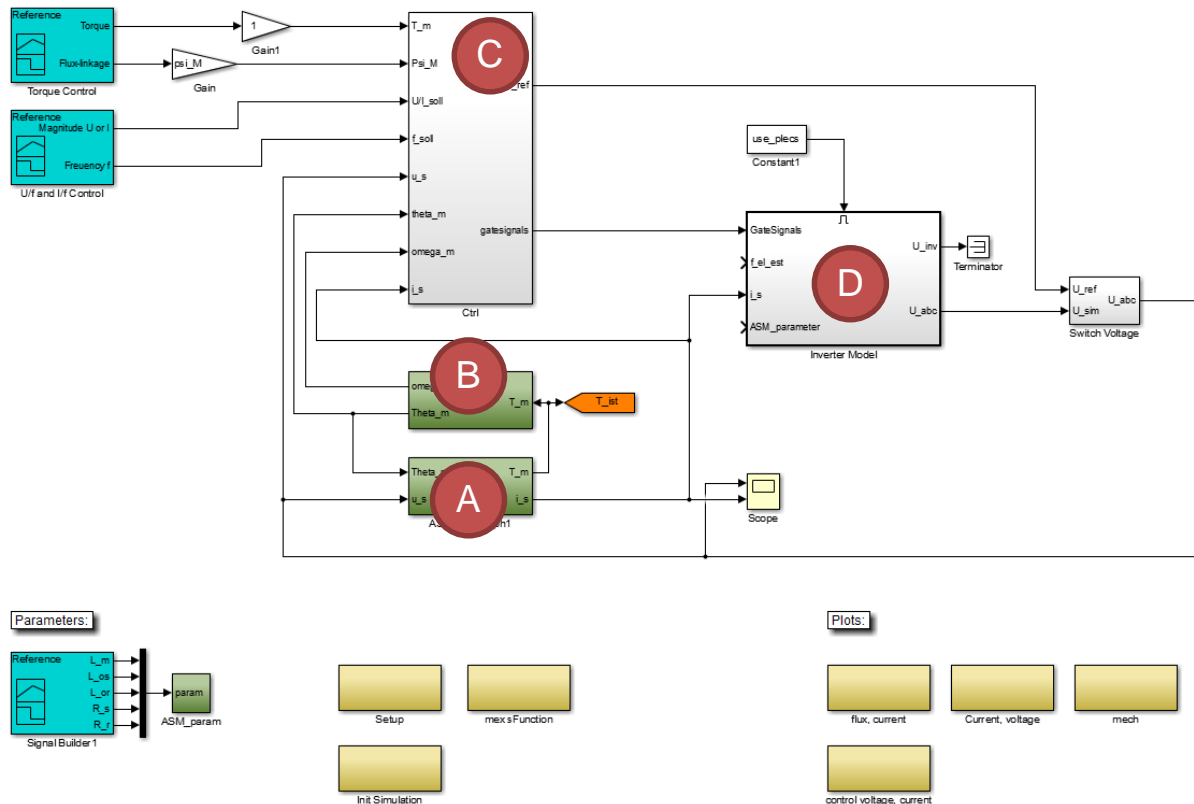 Reference
Torque
Flux-linkage
Torque Control
1
Gain1
psi_M
Gain
Reference
Magnitude U or I
Freuency f
U/f and I/f Control
T_m
Psi_M
U/I_soll
f_soll
u_s
theta_m
omega_m
i_s
C
_ref
gatesignals
Ctrl
use_plecs
Constant1
GateSignals
f_el_est
i_s
ASM_parameter
D
U_inv
U_abc
Inverter Model
Terminator
U_ref
U_sim
U_abc
Switch Voltage
B
Theta_m
T_m
T_ist
A
u_s
T_m
i_s
Scope
Parameters:
Reference
L_m
L_os
L_or
R_s
R_r
Signal Builder1
param
ASM_param
Setup
mexsFunction
Init Simulation
Plots:
flux, current
Current, voltage
mech
control voltage, current